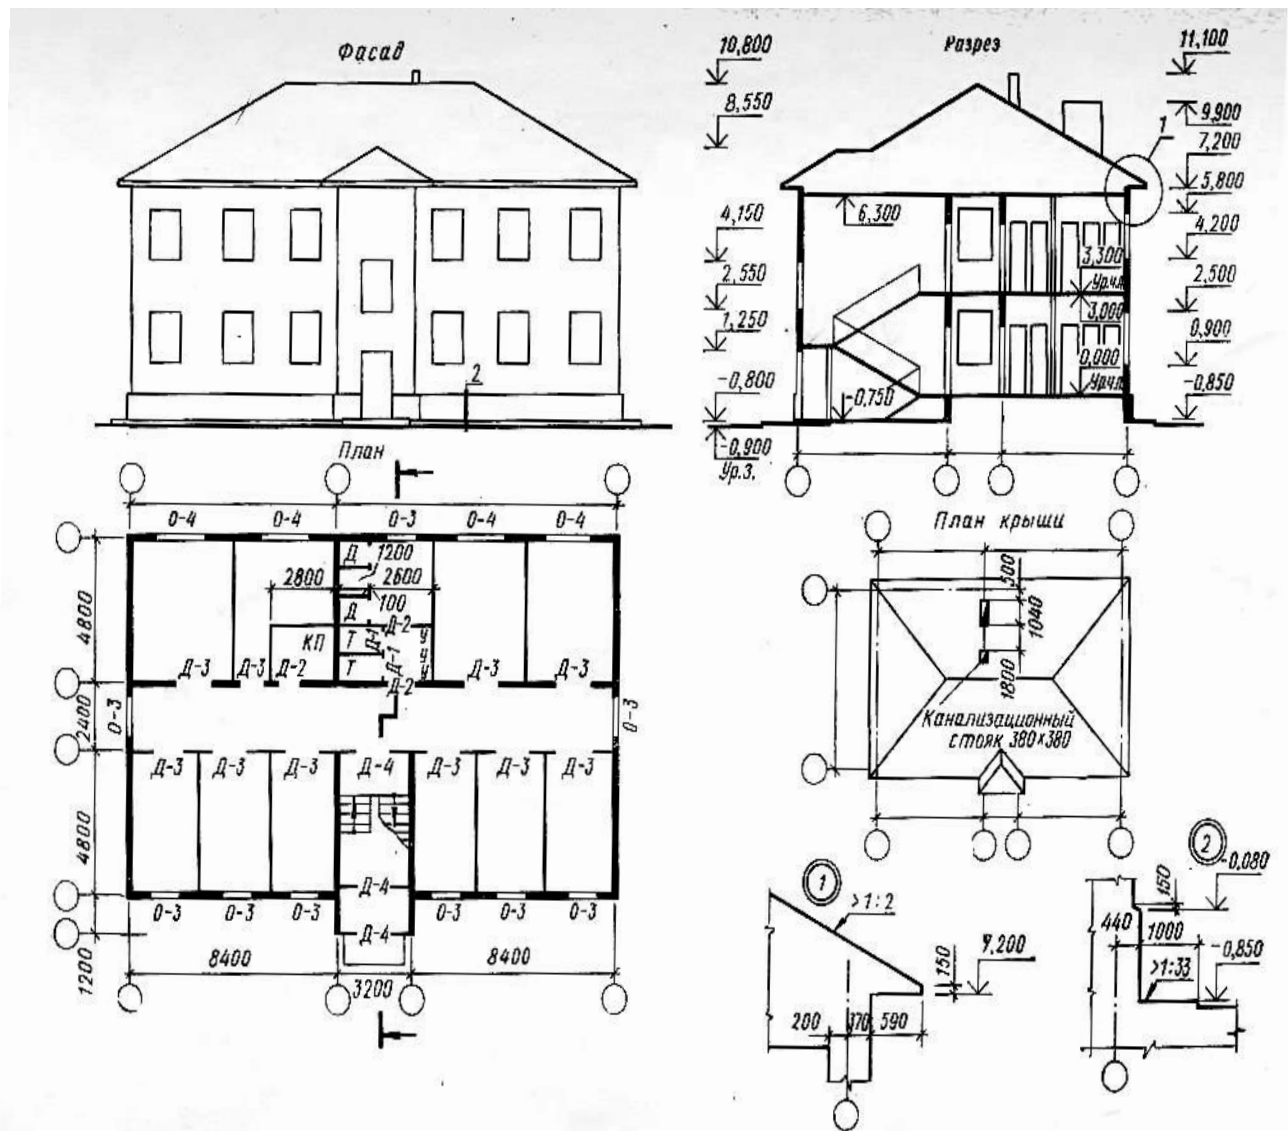 Фасад
10,800
8,550
4,150
2,550
1,250
-0,800
-0,900
Ур.З.
2
Разрез
11,100
9,900
7,200
5,800
4,200
2,500
0,900
-0,850
1
6,300
3,300
Ур.ч.п.
3,000
0,000
Ур.ч.п.
-0,750
План
О-4 О-4 О-3 О-4 О-4
4800
2400
4800
1200
Д 1200
2800 2600
100
Д Д-2
КП Т Д-1 У
Т Д-1 У
У
Д-3 Д-3 Д-2 Д-2 Д-3 Д-3
О-3 О-3
Д-3 Д-3 Д-3 Д-4 Д-3 Д-3 Д-3
Д-4
О-3 О-3 О-3 Д-4 О-3 О-3 О-3
8400 3200 8400
План крыши
500
1040
1800
Канализационный
стояк 380×380
1
>1:2
150
7,200
200 370 590
2
150
-0,080
440 1000
-0,850
>1:33